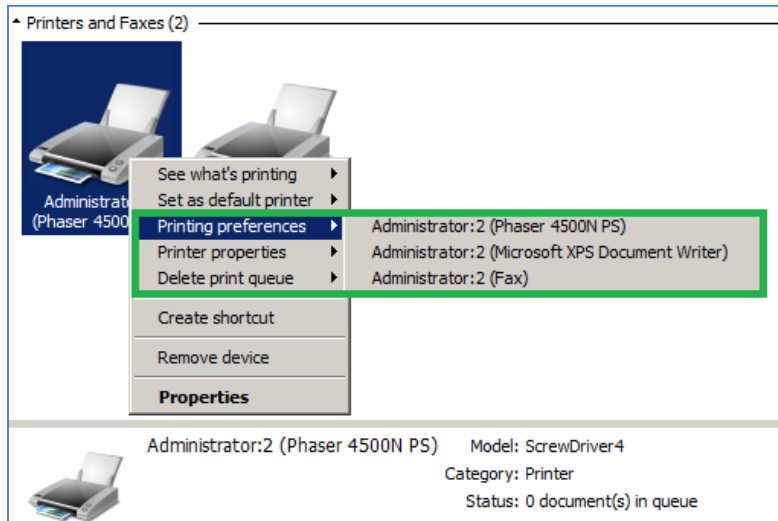 Printers and Faxes (2)
See what's printing
Set as default printer
Administrat
(Phaser 4500
Printing preferences
Administrator:2 (Phaser 4500N PS)
Printer properties
Administrator:2 (Microsoft XPS Document Writer)
Delete print queue
Administrator:2 (Fax)
Create shortcut
Remove device
Properties
Administrator:2 (Phaser 4500N PS)
Model: ScrewDriver4
Category: Printer
Status: 0 document(s) in queue